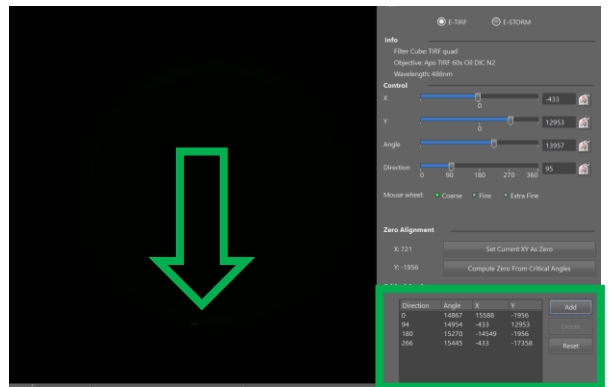 E-TIRF E-STORM
Info
Filter Cube: TIRF quad
Objective: Apo TIRF 60x Oil DIC N2
Wavelength: 488nm
Control
X -433
0
Y 12953
0
Angle 13957
Direction 95
0 90 180 270 360
Mouse wheel: Coarse Fine Extra Fine
Zero Alignment
X: 721 Set Current XY As Zero
Y: -1956 Compute Zero From Critical Angles
Direction Angle X Y Add
0 14867 15588 -1956
94 14954 -433 12953 Delete
180 15270 -14549 -1956
266 15445 -433 -17358 Reset